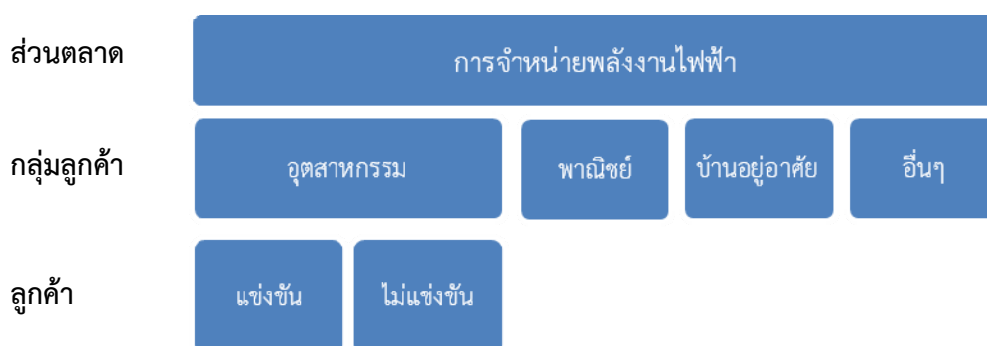 ส่วนตลาด การจำหน่ายพลังงานไฟฟ้า
กลุ่มลูกค้า อุตสาหกรรม พาณิชย์ บ้านอยู่อาศัย อื่นๆ
ลูกค้า แข่งขัน ไม่แข่งขัน